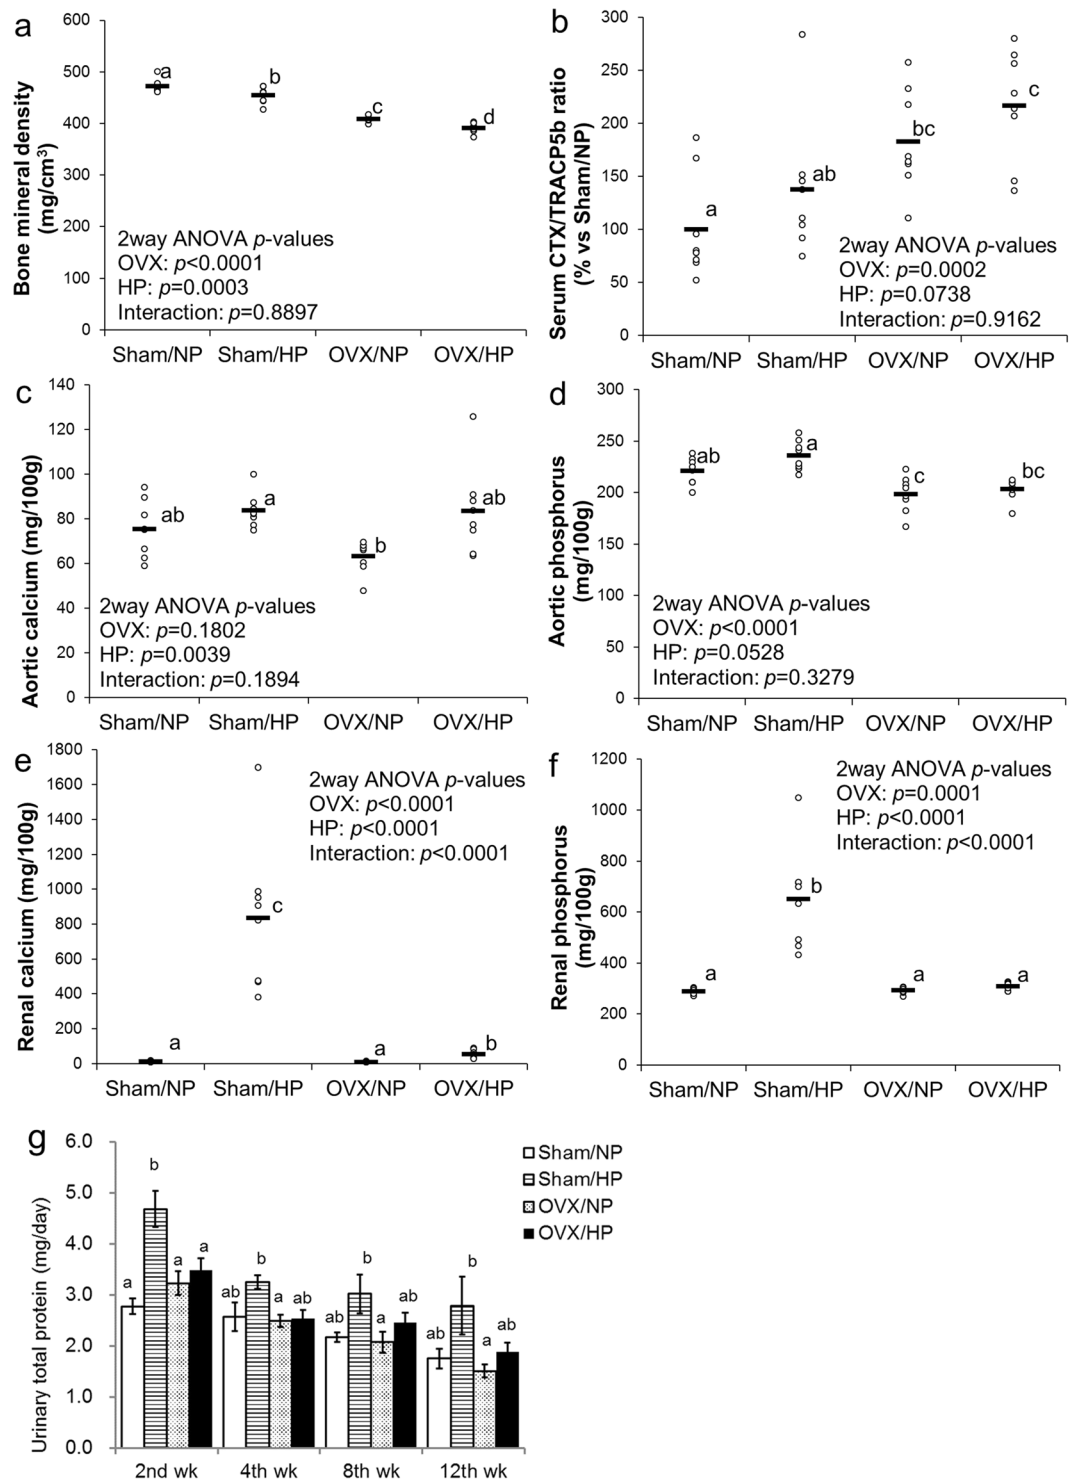 a
Bone mineral density
(mg/cm³)
600
500
400
300
200
100
0
a
b
c
d
2way ANOVA p-values
OVX: p<0.0001
HP: p=0.0003
Interaction: p=0.8897
Sham/NP Sham/HP OVX/NP OVX/HP
b
Serum CTX/TRACP5b ratio
(% vs Sham/NP)
300
250
200
150
100
50
0
a
ab
bc
c
2way ANOVA p-values
OVX: p=0.0002
HP: p=0.0738
Interaction: p=0.9162
Sham/NP Sham/HP OVX/NP OVX/HP
c
Aortic calcium (mg/100g)
140
120
100
80
60
40
20
0
ab
a
b
ab
2way ANOVA p-values
OVX: p=0.1802
HP: p=0.0039
Interaction: p=0.1894
Sham/NP Sham/HP OVX/NP OVX/HP
d
Aortic phosphorus
(mg/100g)
300
250
200
150
100
50
0
ab
a
c
bc
2way ANOVA p-values
OVX: p<0.0001
HP: p=0.0528
Interaction: p=0.3279
Sham/NP Sham/HP OVX/NP OVX/HP
e
Renal calcium (mg/100g)
1800
1600
1400
1200
1000
800
600
400
200
0
2way ANOVA p-values
OVX: p<0.0001
HP: p<0.0001
Interaction: p<0.0001
a
c
a
b
Sham/NP Sham/HP OVX/NP OVX/HP
f
Renal phosphorus
(mg/100g)
1200
1000
800
600
400
200
0
2way ANOVA p-values
OVX: p=0.0001
HP: p<0.0001
Interaction: p<0.0001
a
b
a
a
Sham/NP Sham/HP OVX/NP OVX/HP
g
Urinary total protein (mg/day)
6.0
5.0
4.0
3.0
2.0
1.0
0.0
a b a a
ab b a ab
ab b a ab
ab b a ab
2nd wk 4th wk 8th wk 12th wk
Sham/NP
Sham/HP
OVX/NP
OVX/HP